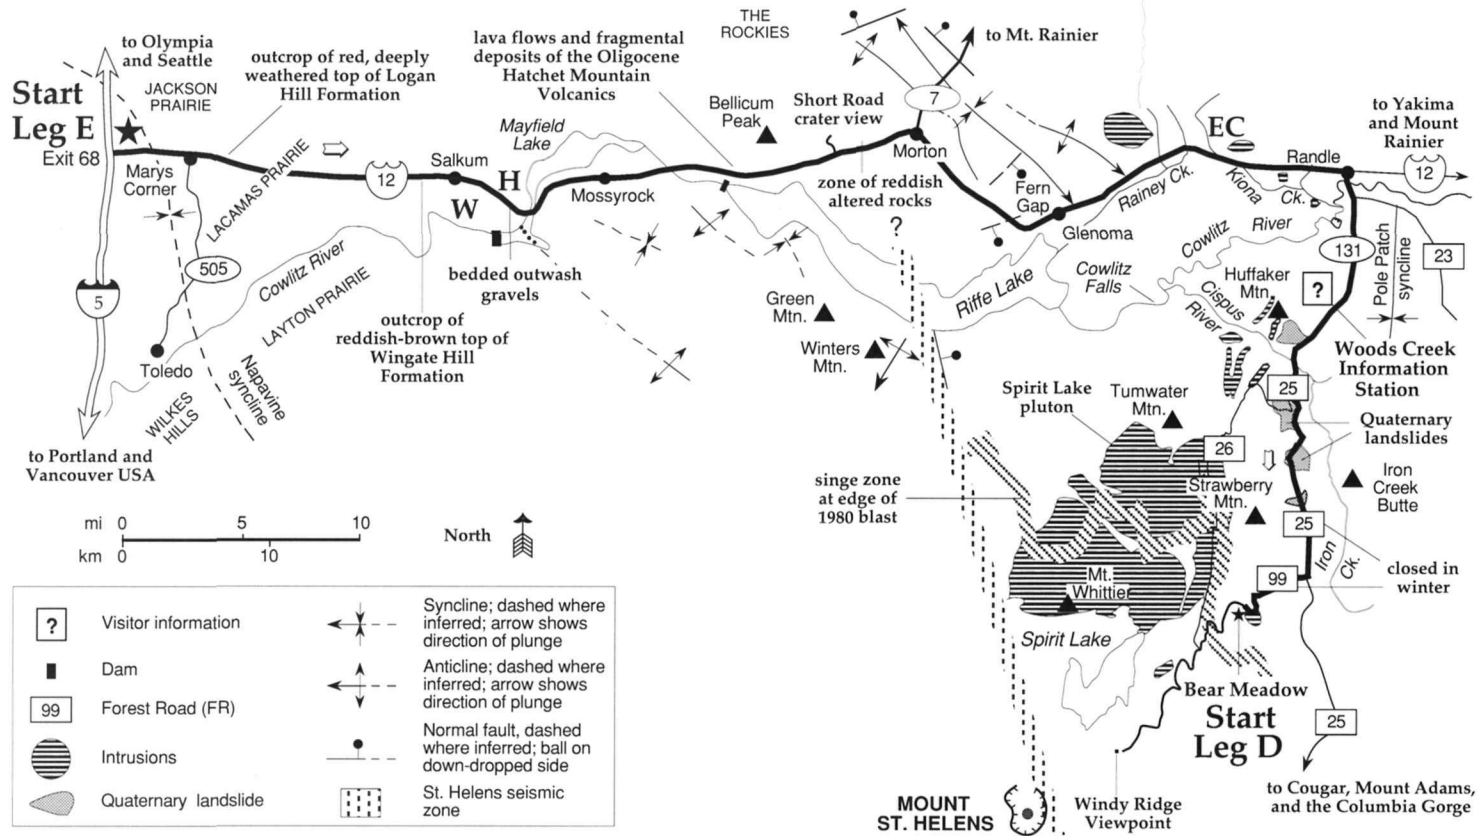 to Olympia
and Seattle
Start
Leg E
Exit 68
JACKSON
PRAIRIE
outcrop of red, deeply
weathered top of Logan
Hill Formation
lava flows and fragmental
deposits of the Oligocene
Hatchet Mountain
Volcanics
THE
ROCKIES
to Mt. Rainier
7
Bellicum
Peak
Short Road
crater view
Mayfield
Lake
Morton
EC
to Yakima
and Mount
Rainier
12
Randle
Marys
Corner
LACAMAS PRAIRIE
12
Salkum
H
W
Mossyrock
zone of reddish
altered rocks
Fern
Gap
Glenoma
Rainey Ck.
Kiona
Ck.
Cowlitz
River
131
23
Pole Patch
syncline
505
5
Cowlitz River
LAYTON PRAIRIE
bedded outwash
gravels
?
Riffe Lake
Cowlitz
Falls
Cispus
River
Huffaker
Mtn.
?
Green
Mtn.
Winters
Mtn.
outcrop of
reddish-brown top of
Wingate Hill
Formation
Toledo
Napavine
syncline
WILKES
HILLS
to Portland and
Vancouver USA
Woods Creek
Information
Station
25
Spirit Lake
pluton
Tumwater
Mtn.
26
Quaternary
landslides
singe zone
at edge of
1980 blast
Strawberry
Mtn.
Iron
Creek
Butte
25
Iron
Ck.
closed in
winter
99
Mt.
Whittier
Spirit Lake
Bear Meadow
Start
Leg D
25
to Cougar, Mount Adams,
and the Columbia Gorge
Windy Ridge
Viewpoint
MOUNT
ST. HELENS
mi 0 5 10
km 0 10
North
? Visitor information
Dam
99 Forest Road (FR)
Intrusions
Quaternary landslide
Syncline; dashed where
inferred; arrow shows
direction of plunge
Anticline; dashed where
inferred; arrow shows
direction of plunge
Normal fault, dashed
where inferred; ball on
down-dropped side
St. Helens seismic
zone